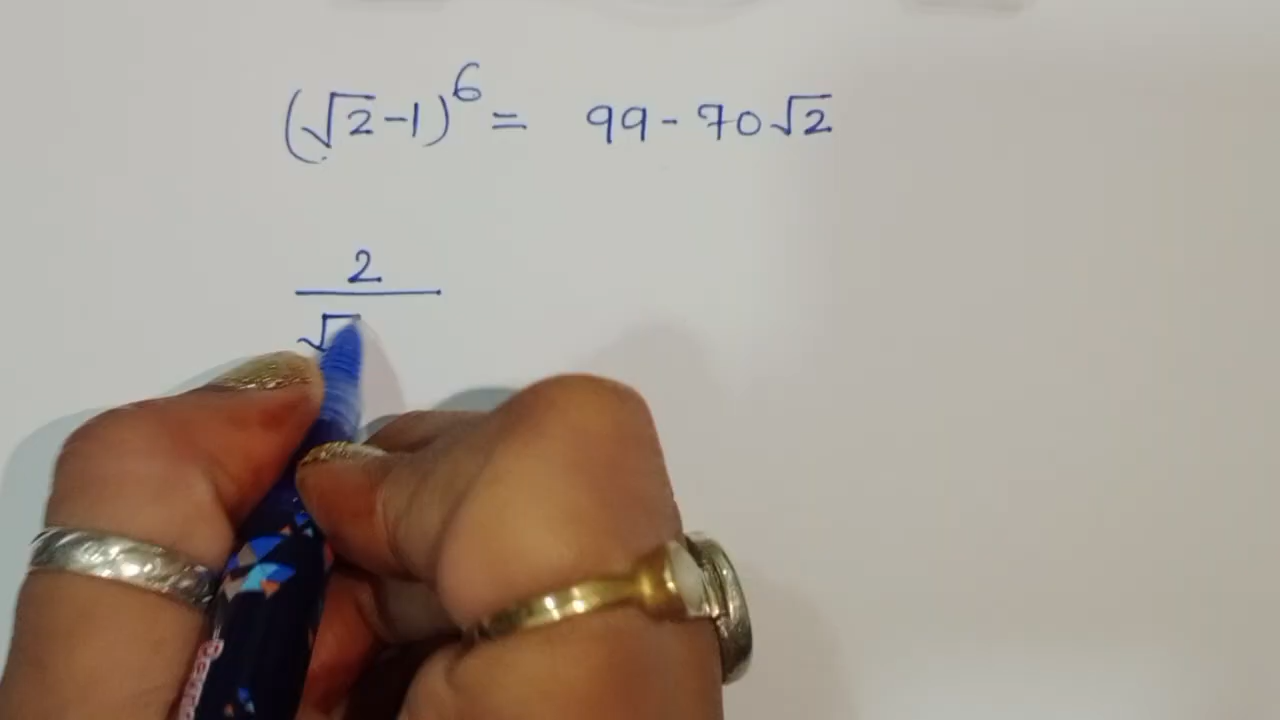 (√2-1)^6 = 99-70√2
2
√